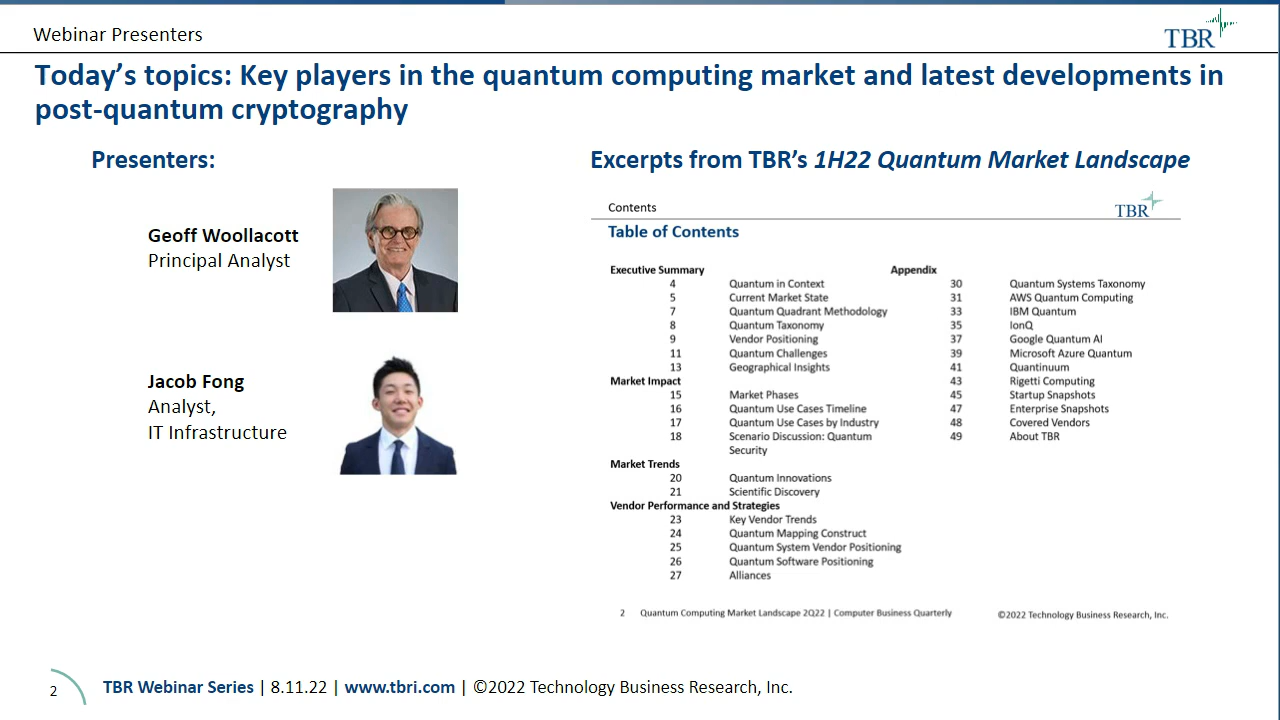 Webinar Presenters
TBR
Today's topics: Key players in the quantum computing market and latest developments in
post-quantum cryptography
Presenters:
Geoff Woollacott
Principal Analyst
Jacob Fong
Analyst,
IT Infrastructure
Excerpts from TBR's 1H22 Quantum Market Landscape
Contents
TBR
Table of Contents
Executive Summary
4 Quantum in Context
5 Current Market State
7 Quantum Quadrant Methodology
8 Quantum Taxonomy
9 Vendor Positioning
11 Quantum Challenges
13 Geographical Insights
Market Impact
15 Market Phases
16 Quantum Use Cases Timeline
17 Quantum Use Cases by Industry
18 Scenario Discussion: Quantum
Security
Market Trends
20 Quantum Innovations
21 Scientific Discovery
Vendor Performance and Strategies
23 Key Vendor Trends
24 Quantum Mapping Construct
25 Quantum System Vendor Positioning
26 Quantum Software Positioning
27 Alliances
Appendix
30 Quantum Systems Taxonomy
31 AWS Quantum Computing
33 IBM Quantum
35 IonQ
37 Google Quantum AI
39 Microsoft Azure Quantum
41 Quantinuum
43 Rigetti Computing
45 Startup Snapshots
47 Enterprise Snapshots
48 Covered Vendors
49 About TBR
2 Quantum Computing Market Landscape 2Q22 | Computer Business Quarterly ©2022 Technology Business Research, Inc.
2 TBR Webinar Series | 8.11.22 | www.tbri.com | ©2022 Technology Business Research, Inc.